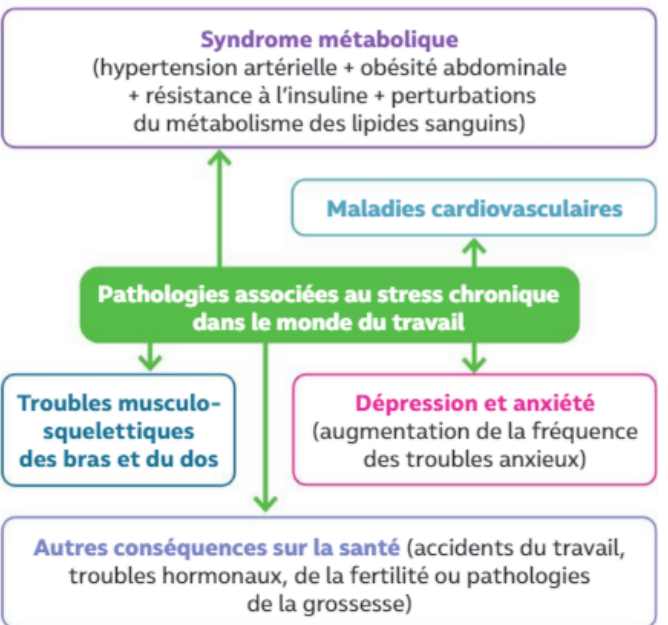 Syndrome métabolique
(hypertension artérielle + obésité abdominale
+ résistance à l'insuline + perturbations
du métabolisme des lipides sanguins)
Maladies cardiovasculaires
Pathologies associées au stress chronique
dans le monde du travail
Troubles musculo-
squelettiques
des bras et du dos
Dépression et anxiété
(augmentation de la fréquence
des troubles anxieux)
Autres conséquences sur la santé (accidents du travail,
troubles hormonaux, de la fertilité ou pathologies
de la grossesse)